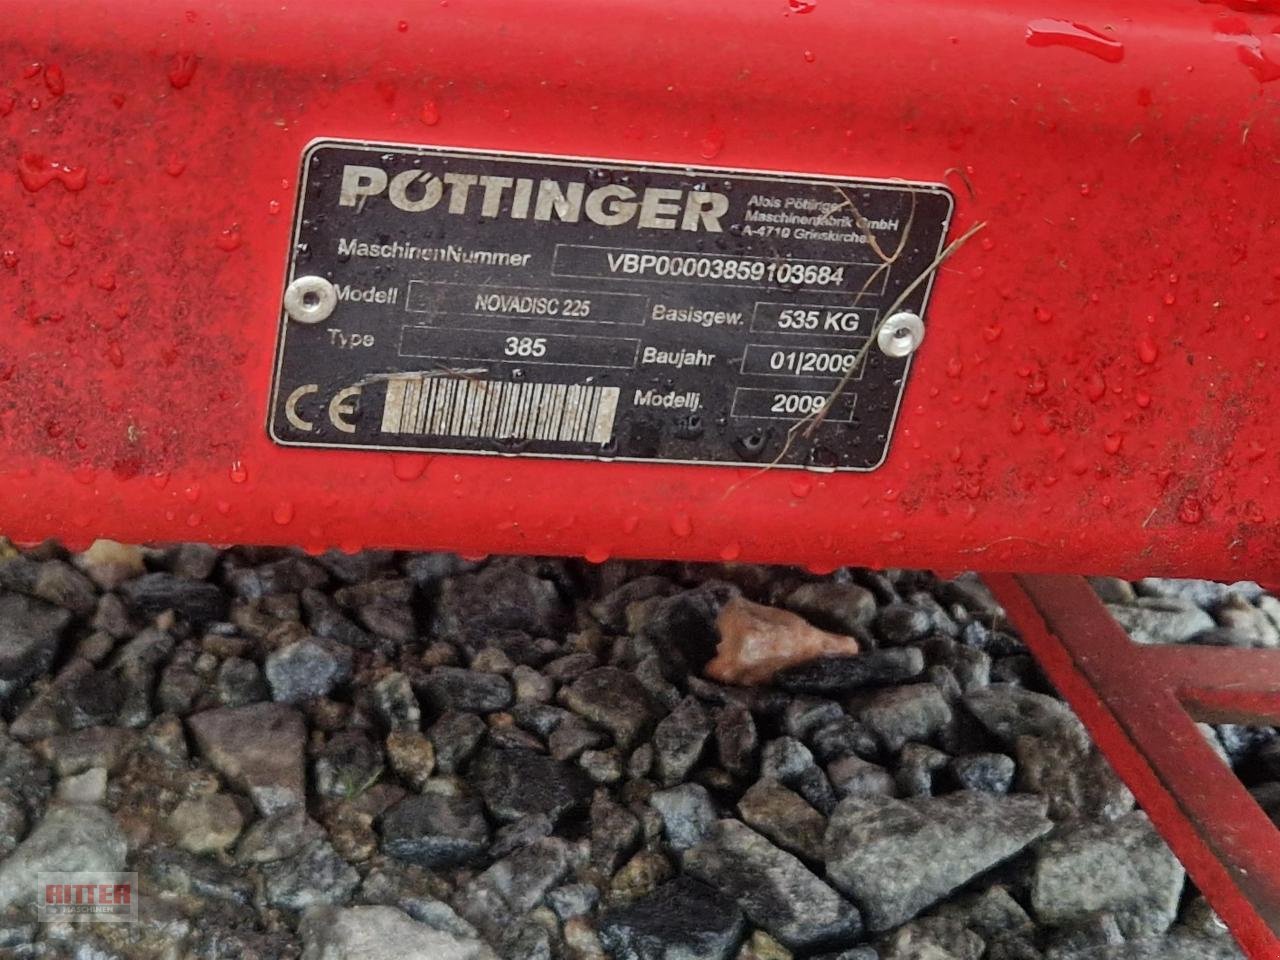 PÖTTINGER
Alois Pöttinger
Maschinenfabrik GmbH
A-4710 Grieskirchen
MaschinenNummer VBP00003859103684
Modell NOVADISC 225 Basisgew. 535 KG
Type 385 Baujahr 01|2009
CE Modellj. 2009
RITTER
MASCHINEN